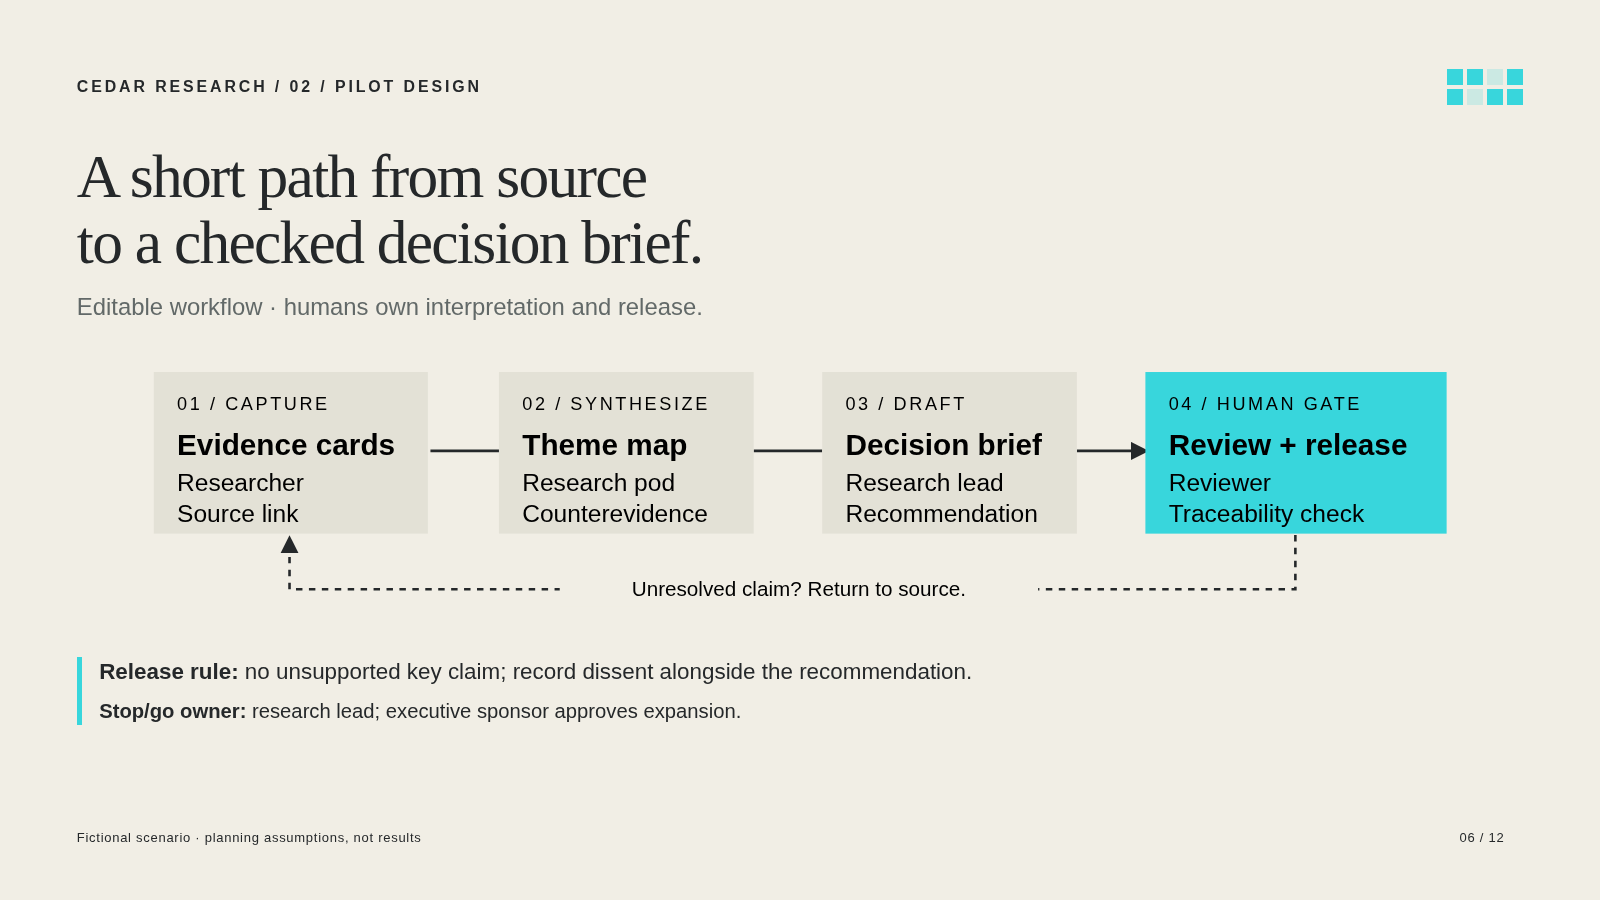 CEDAR RESEARCH / 02 / PILOT DESIGN
A short path from source
to a checked decision brief.
Editable workflow · humans own interpretation and release.
01 / CAPTURE
Evidence cards
Researcher
Source link
02 / SYNTHESIZE
Theme map
Research pod
Counterevidence
03 / DRAFT
Decision brief
Research lead
Recommendation
04 / HUMAN GATE
Review + release
Reviewer
Traceability check
Unresolved claim? Return to source.
Release rule: no unsupported key claim; record dissent alongside the recommendation.
Stop/go owner: research lead; executive sponsor approves expansion.
Fictional scenario · planning assumptions, not results
06 / 12